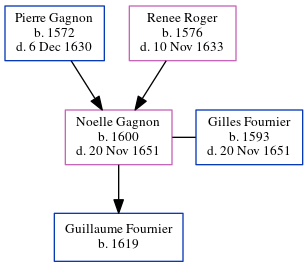 Pierre Gagnon
b. 1572
d. 6 Dec 1630
Renee Roger
b. 1576
d. 10 Nov 1633
Noelle Gagnon
b. 1600
d. 20 Nov 1651
Gilles Fournier
b. 1593
d. 20 Nov 1651
Guillaume Fournier
b. 1619